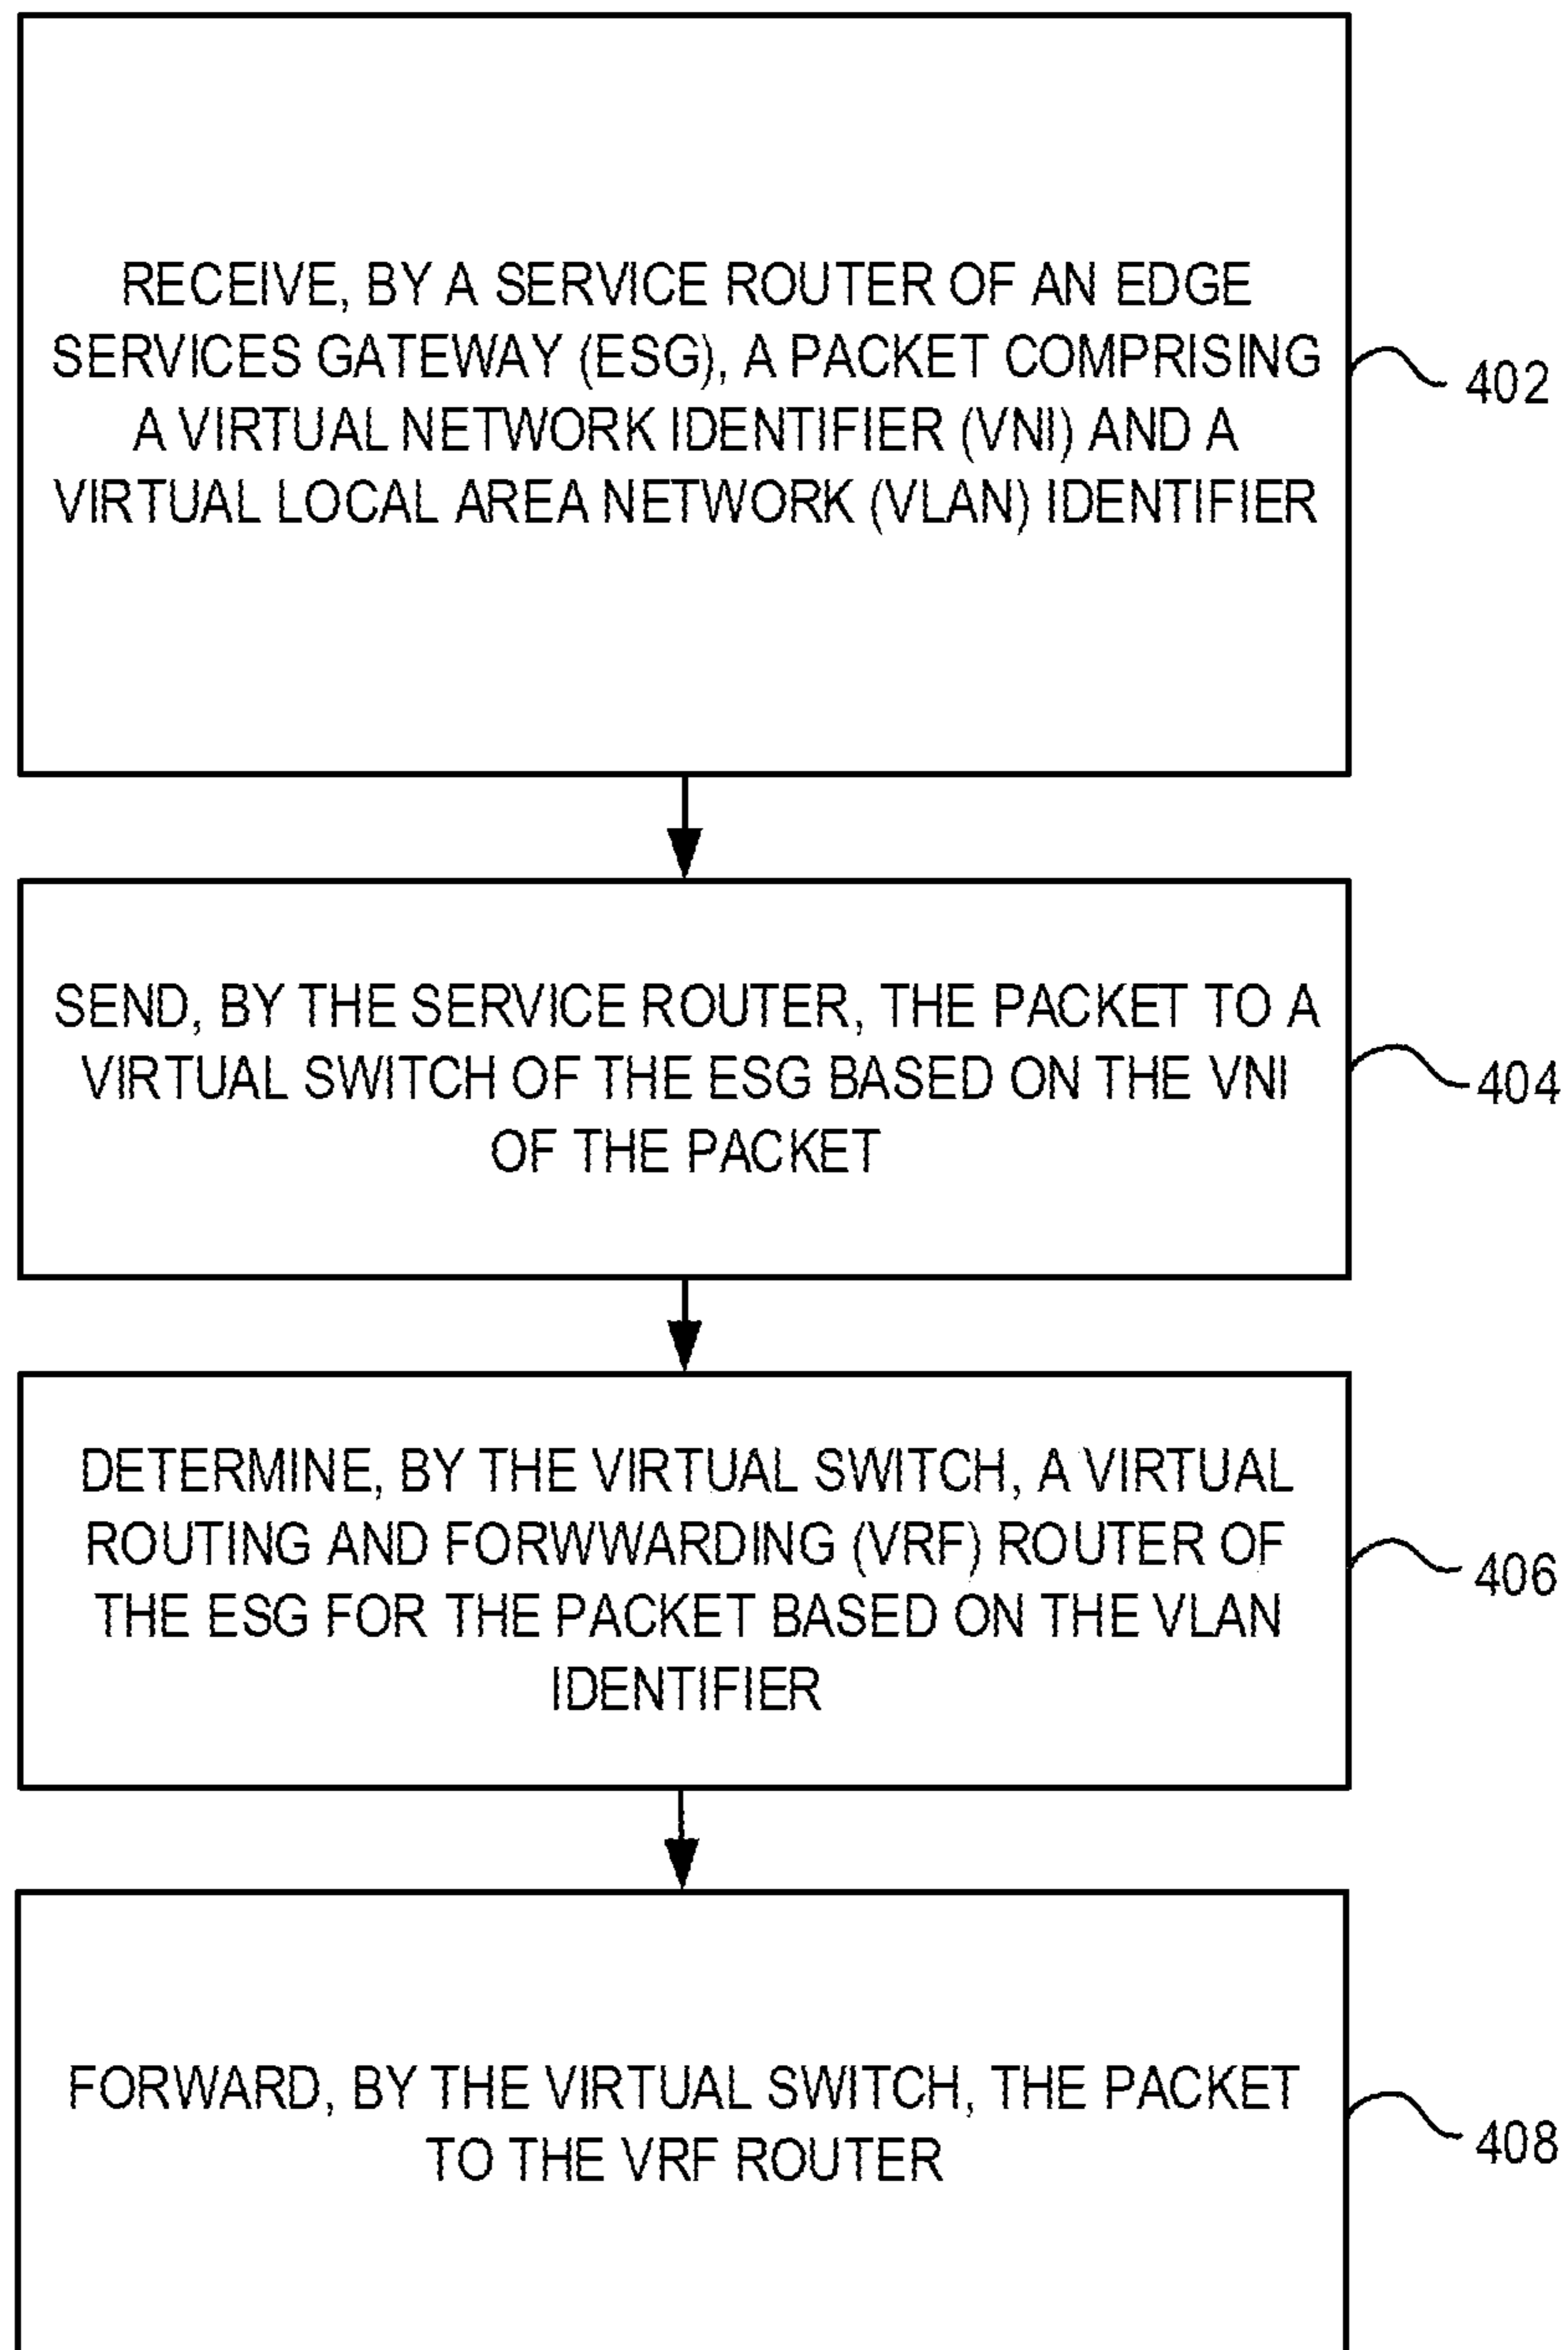 RECEIVE, BY A SERVICE ROUTER OF AN EDGE
SERVICES GATEWAY (ESG), A PACKET COMPRISING
A VIRTUAL NETWORK IDENTIFIER (VNI) AND A
VIRTUAL LOCAL AREA NETWORK (VLAN) IDENTIFIER
402
SEND, BY THE SERVICE ROUTER, THE PACKET TO A
VIRTUAL SWITCH OF THE ESG BASED ON THE VNI
OF THE PACKET
404
DETERMINE, BY THE VIRTUAL SWITCH, A VIRTUAL
ROUTING AND FORWWARDING (VRF) ROUTER OF
THE ESG FOR THE PACKET BASED ON THE VLAN
IDENTIFIER
406
FORWARD, BY THE VIRTUAL SWITCH, THE PACKET
TO THE VRF ROUTER
408